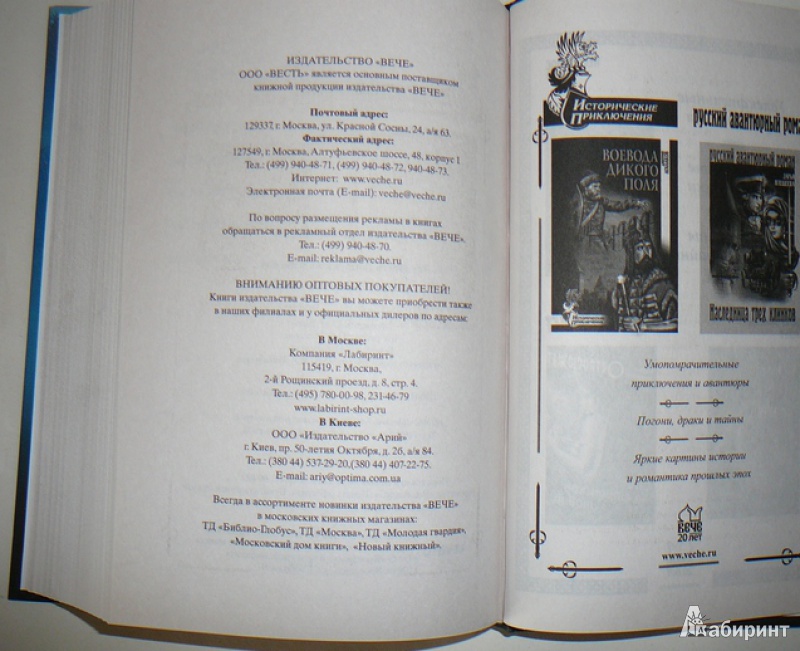 ИЗДАТЕЛЬСТВО «ВЕЧЕ»
ООО «ВЕСТЬ» является основным поставщиком
книжной продукции издательства «ВЕЧЕ»
Почтовый адрес:
129337, г. Москва, ул. Красной Сосны, 24, а/я 63.
Фактический адрес:
127549, г. Москва, Алтуфьевское шоссе, 48, корпус 1
Тел.: (499) 940-48-71, (499) 940-48-72, 940-48-73.
Интернет: www.veche.ru
Электронная почта (E-mail): veche@veche.ru
По вопросу размещения рекламы в книгах
обращаться в рекламный отдел издательства «ВЕЧЕ».
Тел.: (499) 940-48-70.
E-mail: reklama@veche.ru
ВНИМАНИЮ ОПТОВЫХ ПОКУПАТЕЛЕЙ!
Книги издательства «ВЕЧЕ» вы можете приобрести также
в наших филиалах и у официальных дилеров по адресам:
В Москве:
Компания «Лабиринт»
115419, г. Москва,
2-й Рощинский проезд, д. 8, стр. 4.
Тел.: (495) 780-00-98, 231-46-79
www.labirint-shop.ru
В Киеве:
ООО «Издательство «Арий»
г. Киев, пр. 50-летия Октября, д. 2б, а/я 84.
Тел.: (380 44) 537-29-20,(380 44) 407-22-75.
E-mail: ariy@optima.com.ua
Всегда в ассортименте новинки издательства «ВЕЧЕ»
в московских книжных магазинах:
ТД «Библио-Глобус», ТД «Москва», ТД «Молодая гвардия»,
«Московский дом книги», «Новый книжный».
Исторические
Приключения
русский авантюрный ром
ВОЕВОДА
ДИКОГО
ПОЛЯ
Исторические
приключения
русский авантюрный роман
Наследница трех клинков
Умопомрачительные
приключения и авантюры
Погони, драки и тайны
Яркие картины истории
и романтика прошлых эпох
ВЕЧЕ
20 ЛЕТ
www.veche.ru
Лабиринт